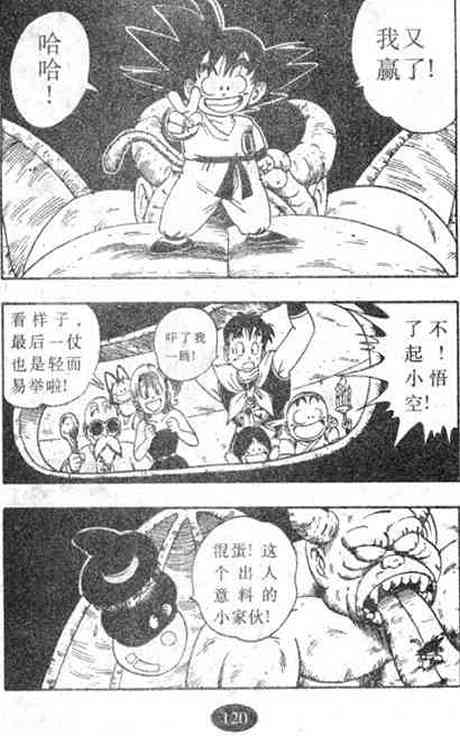 哈
哈
!
我又
赢了!
看样子,
最后一仗
也是轻而
易举啦!
吓了我
一跳!
了不
起!
小悟
空!
混蛋! 这
个出人
意料的
小家伙!
120